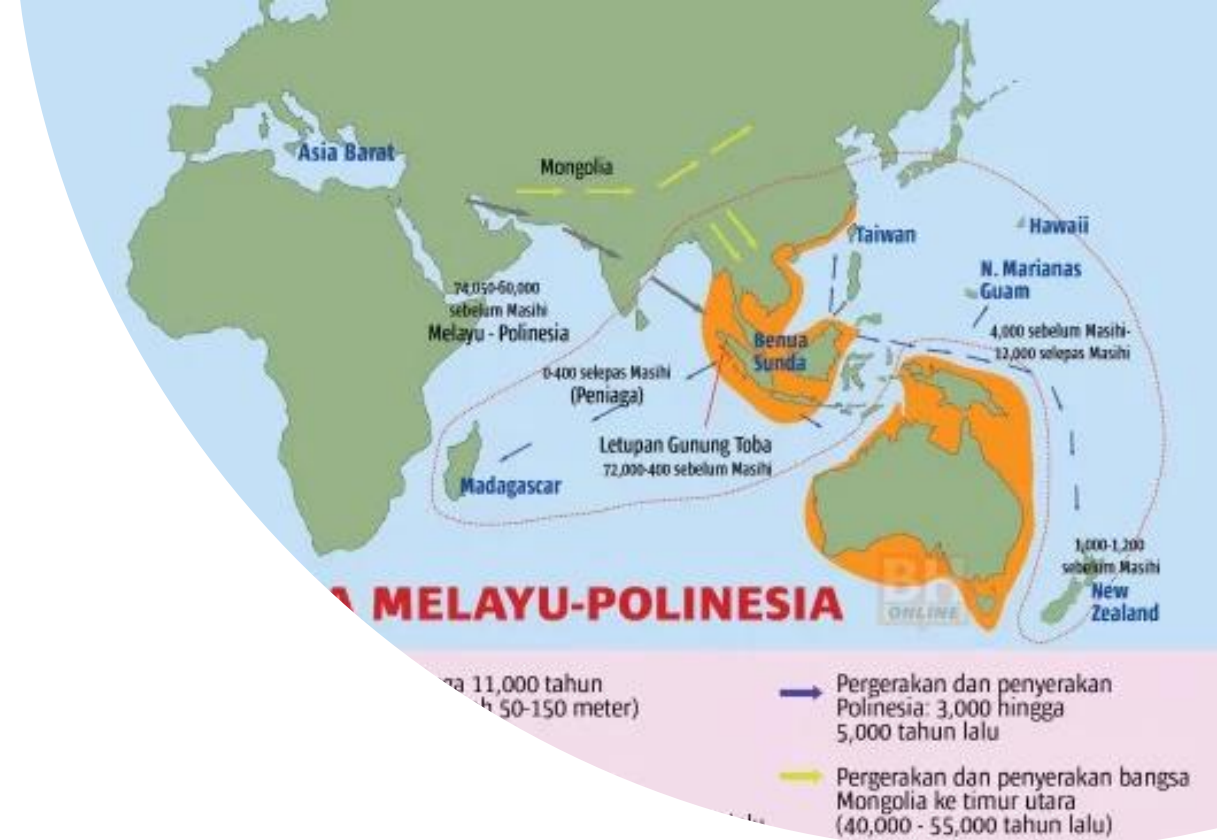 Asia Barat
Mongolia
Taiwan
Hawaii
N. Marianas
Guam
74,050-60,000
sebelum Masihi
Melayu - Polinesia
4,000 sebelum Masihi-
12,000 selepas Masihi
Benua
Sunda
0-400 selepas Masihi
(Peniaga)
Letupan Gunung Toba
72,000-400 sebelum Masihi
Madagascar
1,000-1,200
sebelum Masihi
New
Zealand
A MELAYU-POLINESIA
BH
ONLINE
11,000 tahun
50-150 meter)
Pergerakan dan penyerakan
Polinesia: 3,000 hingga
5,000 tahun lalu
Pergerakan dan penyerakan bangsa
Mongolia ke timur utara
(40,000 - 55,000 tahun lalu)